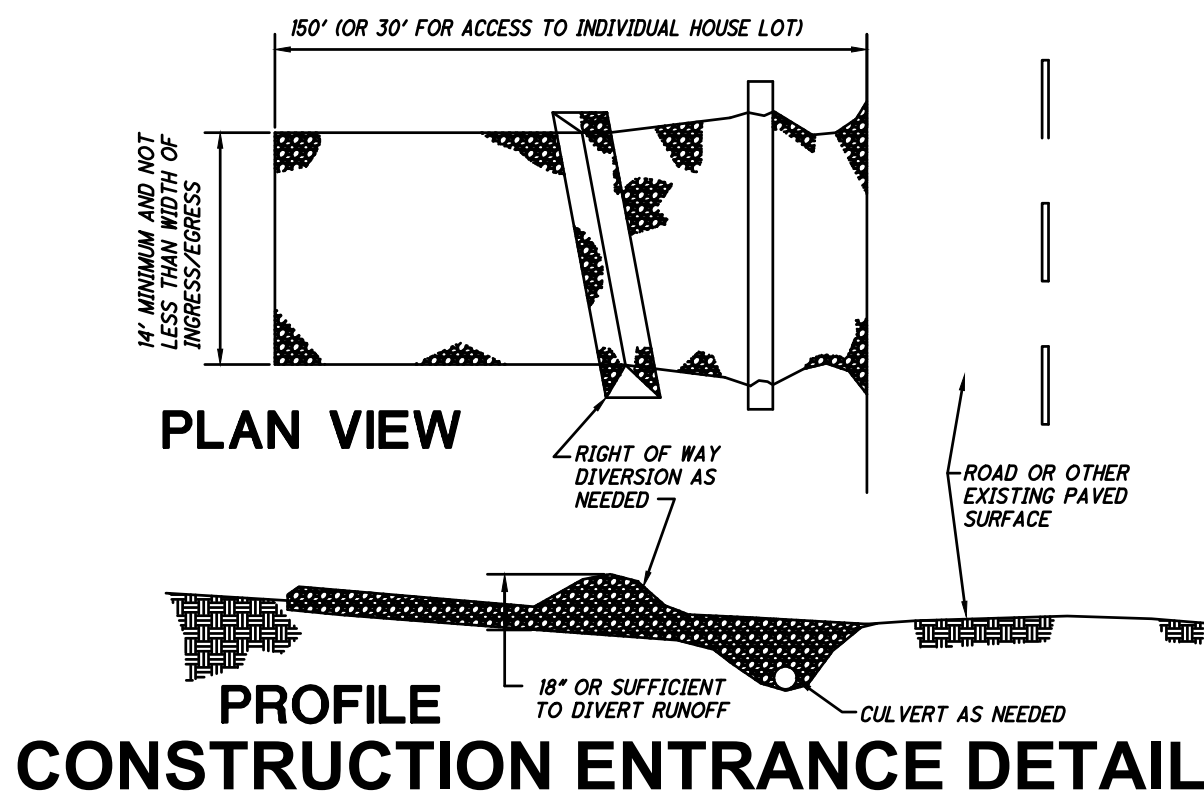 150' (OR 30' FOR ACCESS TO INDIVIDUAL HOUSE LOT)
14' MINIMUM AND NOT
LESS THAN WIDTH OF
INGRESS/EGRESS
PLAN VIEW
RIGHT OF WAY
DIVERSION AS
NEEDED
ROAD OR OTHER
EXISTING PAVED
SURFACE
18" OR SUFFICIENT
TO DIVERT RUNOFF
CULVERT AS NEEDED
PROFILE
CONSTRUCTION ENTRANCE DETAIL